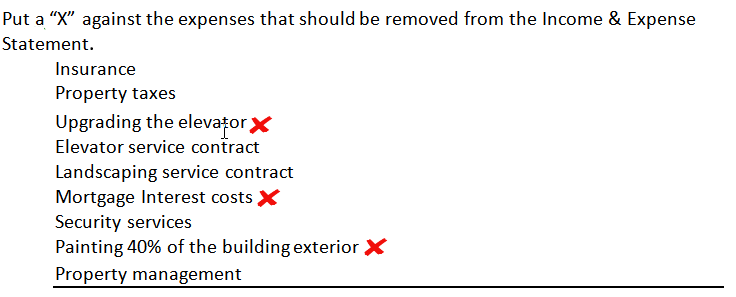 Put a “X” against the expenses that should be removed from the Income & Expense
Statement.
Insurance
Property taxes
Upgrading the elevator
Elevator service contract
Landscaping service contract
Mortgage Interest costs
Security services
Painting 40% of the building exterior
Property management